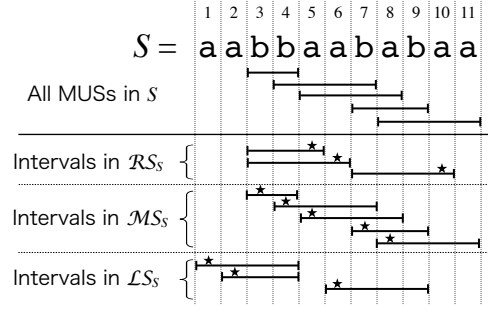 1 2 3 4 5 6 7 8 9 10 11
S = a a b b a a b a b a a
All MUSs in S
Intervals in RS_S
Intervals in MS_S
Intervals in LS_S